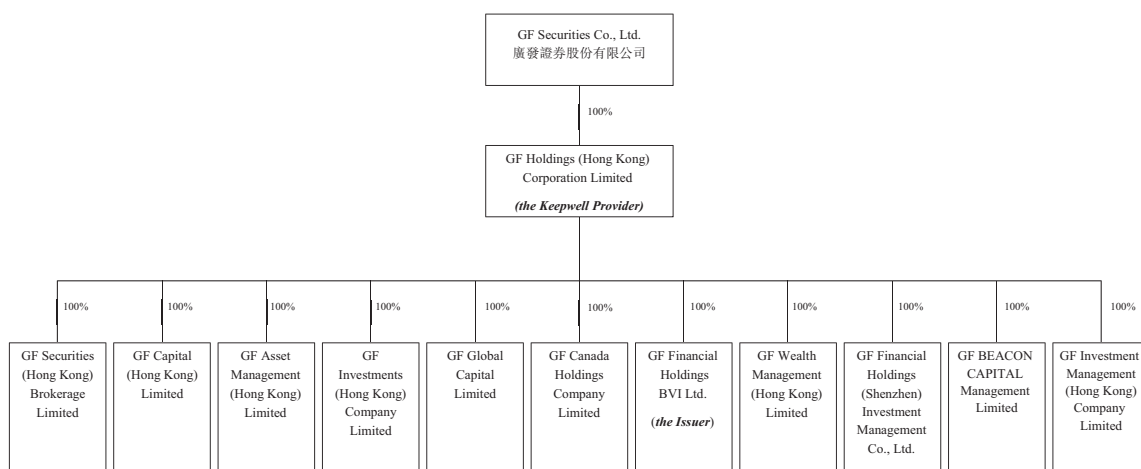 GF Securities Co., Ltd.
廣發證券股份有限公司
100%
GF Holdings (Hong Kong)
Corporation Limited
(the Keepwell Provider)
100%
100%
100%
100%
100%
100%
100%
100%
100%
100%
100%
GF Securities
(Hong Kong)
Brokerage
Limited
GF Capital
(Hong Kong)
Limited
GF Asset
Management
(Hong Kong)
Limited
GF
Investments
(Hong Kong)
Company
Limited
GF Global
Capital
Limited
GF Canada
Holdings
Company
Limited
GF Financial
Holdings
BVI Ltd.
(the Issuer)
GF Wealth
Management
(Hong Kong)
Limited
GF Financial
Holdings
(Shenzhen)
Investment
Management
Co., Ltd.
GF BEACON
CAPITAL
Management
Limited
GF Investment
Management
(Hong Kong)
Company
Limited